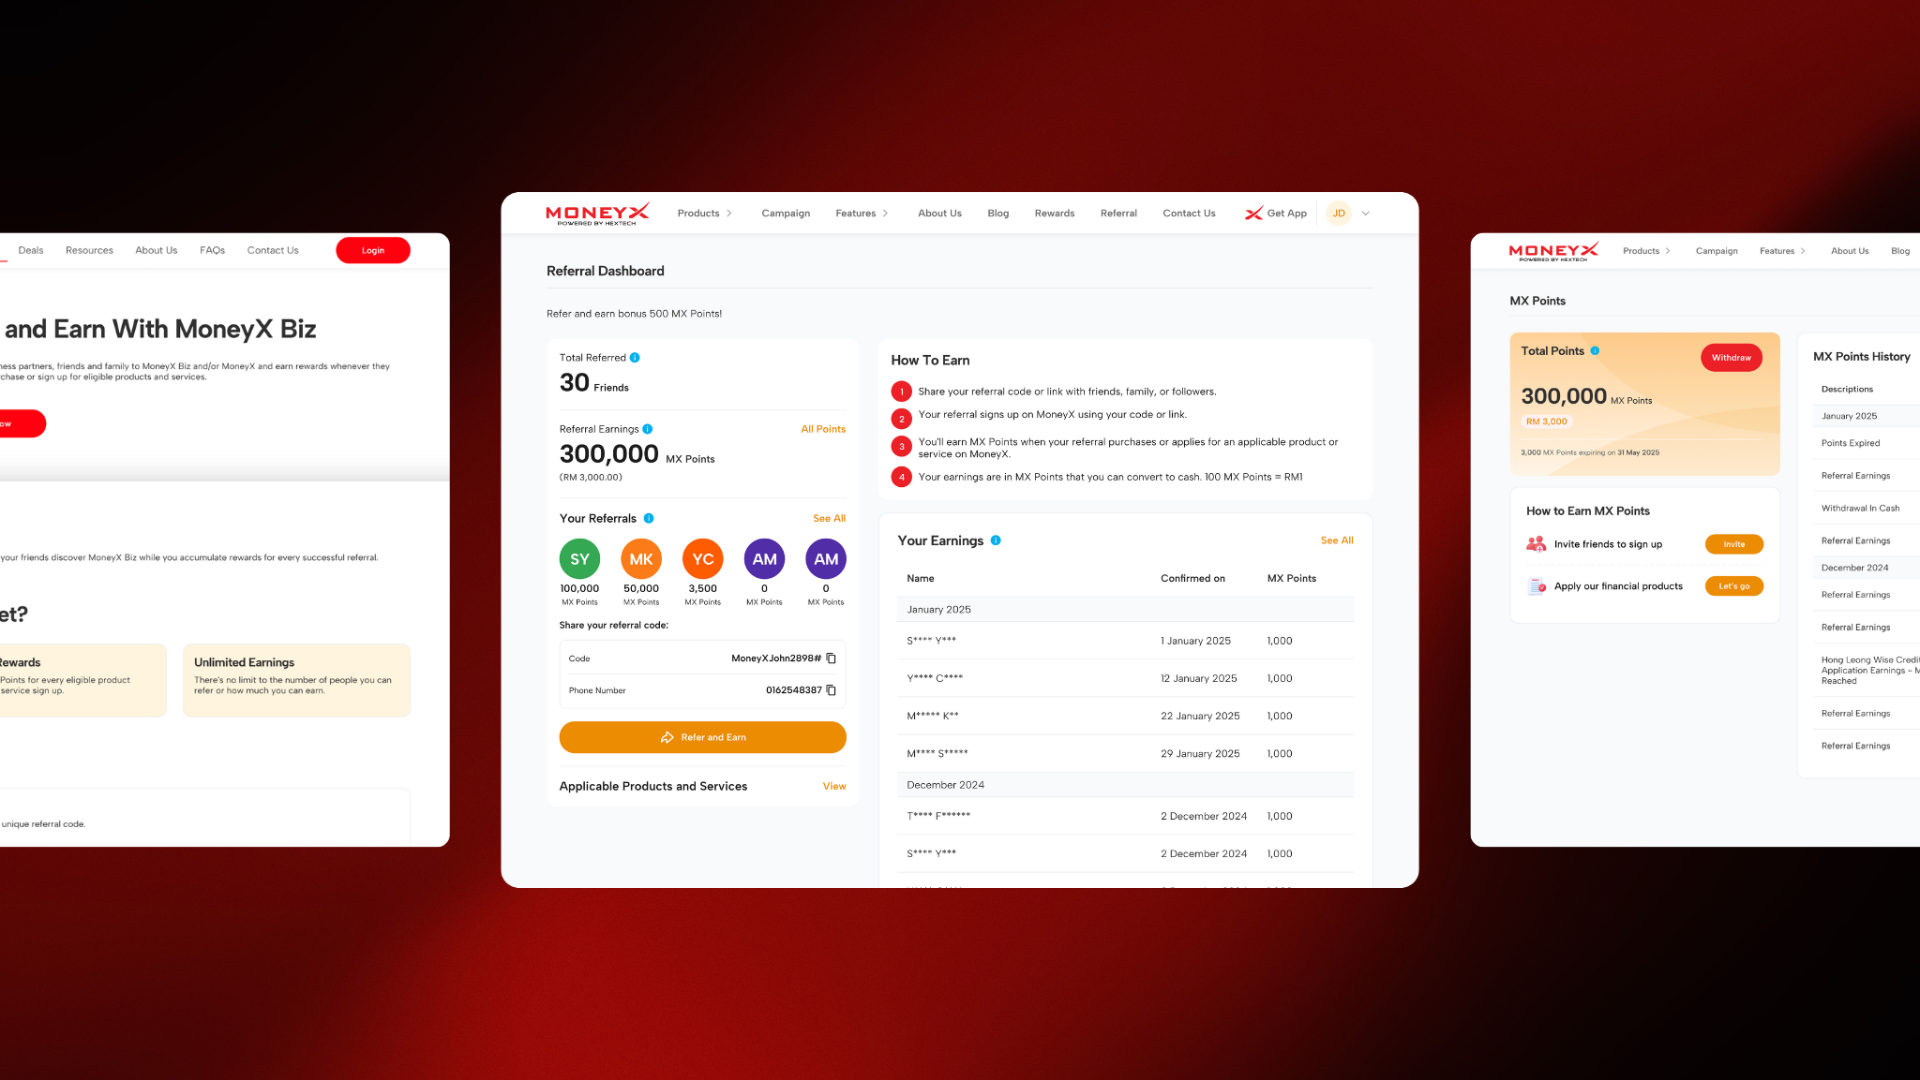 Deals Resources About Us FAQs Contact Us Login
and Earn With MoneyX Biz
ness partners, friends and family to MoneyX Biz and/or MoneyX and earn rewards whenever they
chase or sign up for eligible products and services.
ow
your friends discover MoneyX Biz while you accumulate rewards for every successful referral.
et?
Rewards
Points for every eligible product
service sign up.
Unlimited Earnings
There's no limit to the number of people you can
refer or how much you can earn.
unique referral code.
MONEYX
POWERED BY HEXTECH
Products Campaign Features About Us Blog Rewards Referral Contact Us Get App JD
Referral Dashboard
Refer and earn bonus 500 MX Points!
Total Referred
30 Friends
Referral Earnings All Points
300,000 MX Points
(RM 3,000.00)
Your Referrals See All
SY MK YC AM AM
100,000 50,000 3,500 0 0
MX Points MX Points MX Points MX Points MX Points
Share your referral code:
Code MoneyXJohn2898#
Phone Number 0162548387
Refer and Earn
Applicable Products and Services View
How To Earn
1 Share your referral code or link with friends, family, or followers.
2 Your referral signs up on MoneyX using your code or link.
3 You'll earn MX Points when your referral purchases or applies for an applicable product or
service on MoneyX.
4 Your earnings are in MX Points that you can convert to cash. 100 MX Points = RM1
Your Earnings See All
Name Confirmed on MX Points
January 2025
S**** Y*** 1 January 2025 1,000
Y**** C**** 12 January 2025 1,000
M***** K** 22 January 2025 1,000
M**** S***** 29 January 2025 1,000
December 2024
T**** F****** 2 December 2024 1,000
S**** Y*** 2 December 2024 1,000
MONEYX
POWERED BY HEXTECH
Products Campaign Features About Us Blog
MX Points
Total Points Withdraw
300,000 MX Points
RM 3,000
3,000 MX Points expiring on 31 May 2025
How to Earn MX Points
Invite friends to sign up Invite
Apply our financial products Let's go
MX Points History
Descriptions
January 2025
Points Expired
Referral Earnings
Withdrawal In Cash
Referral Earnings
December 2024
Referral Earnings
Referral Earnings
Hong Leong Wise Credit
Application Earnings - M
Reached
Referral Earnings
Referral Earnings